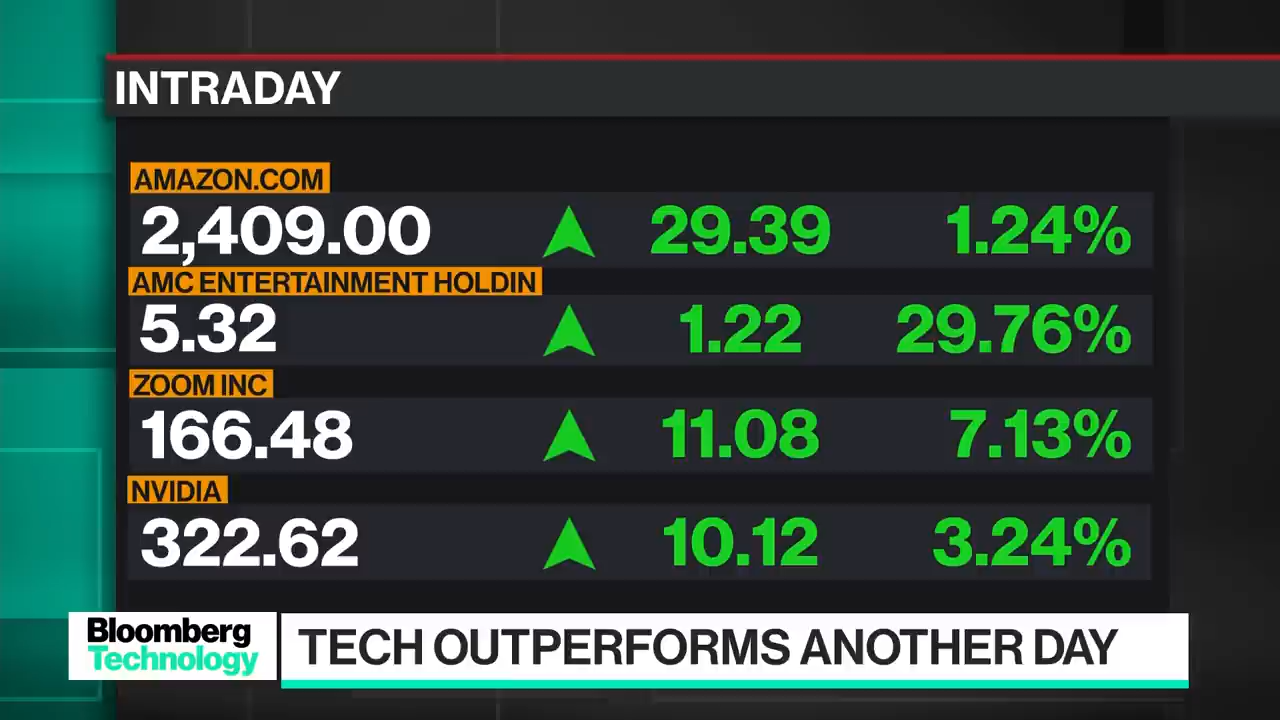 INTRADAY
AMAZON.COM
2,409.00 ▲ 29.39 1.24%
AMC ENTERTAINMENT HOLDIN
5.32 ▲ 1.22 29.76%
ZOOM INC
166.48 ▲ 11.08 7.13%
NVIDIA
322.62 ▲ 10.12 3.24%
Bloomberg
Technology
TECH OUTPERFORMS ANOTHER DAY